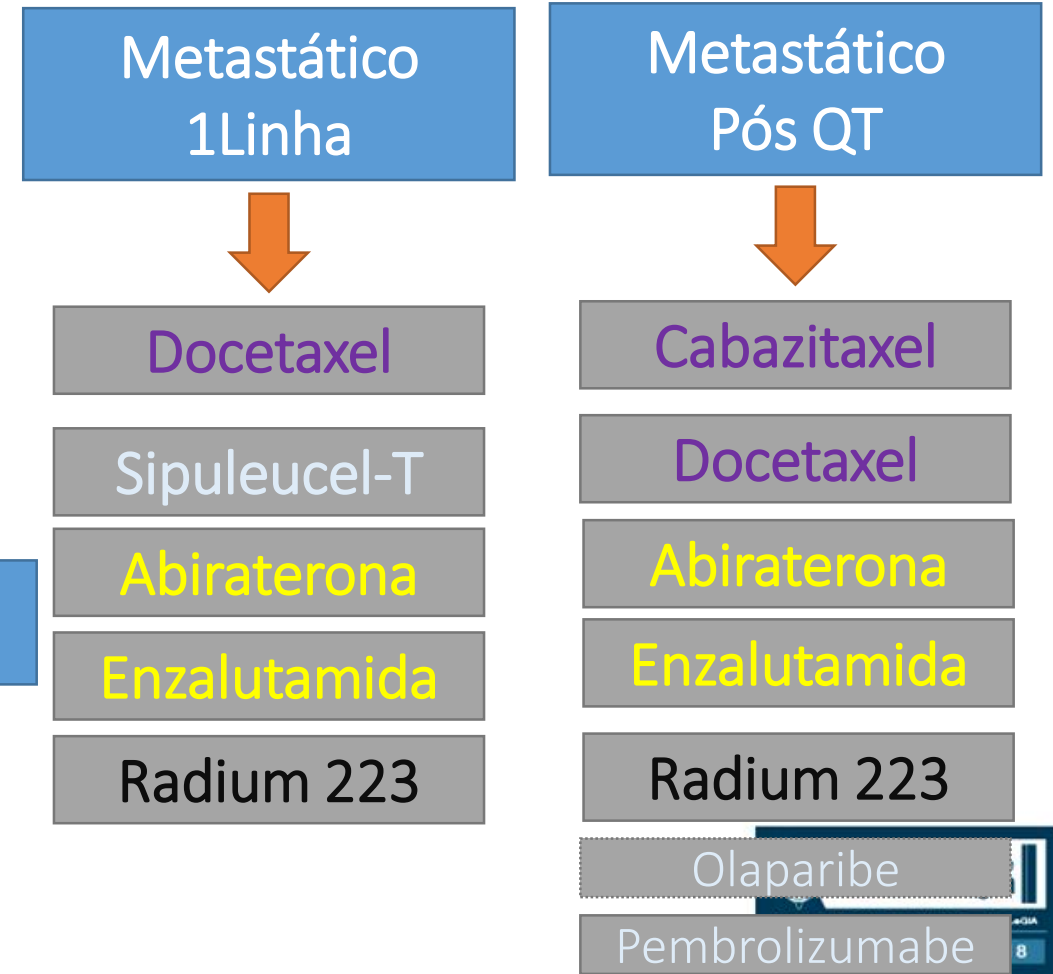 Metastático
1Linha
Docetaxel
Sipuleucel-T
Abiraterona
Enzalutamida
Radium 223
Metastático
Pós QT
Cabazitaxel
Docetaxel
Abiraterona
Enzalutamida
Radium 223
Olaparibe
Pembrolizumabe
8